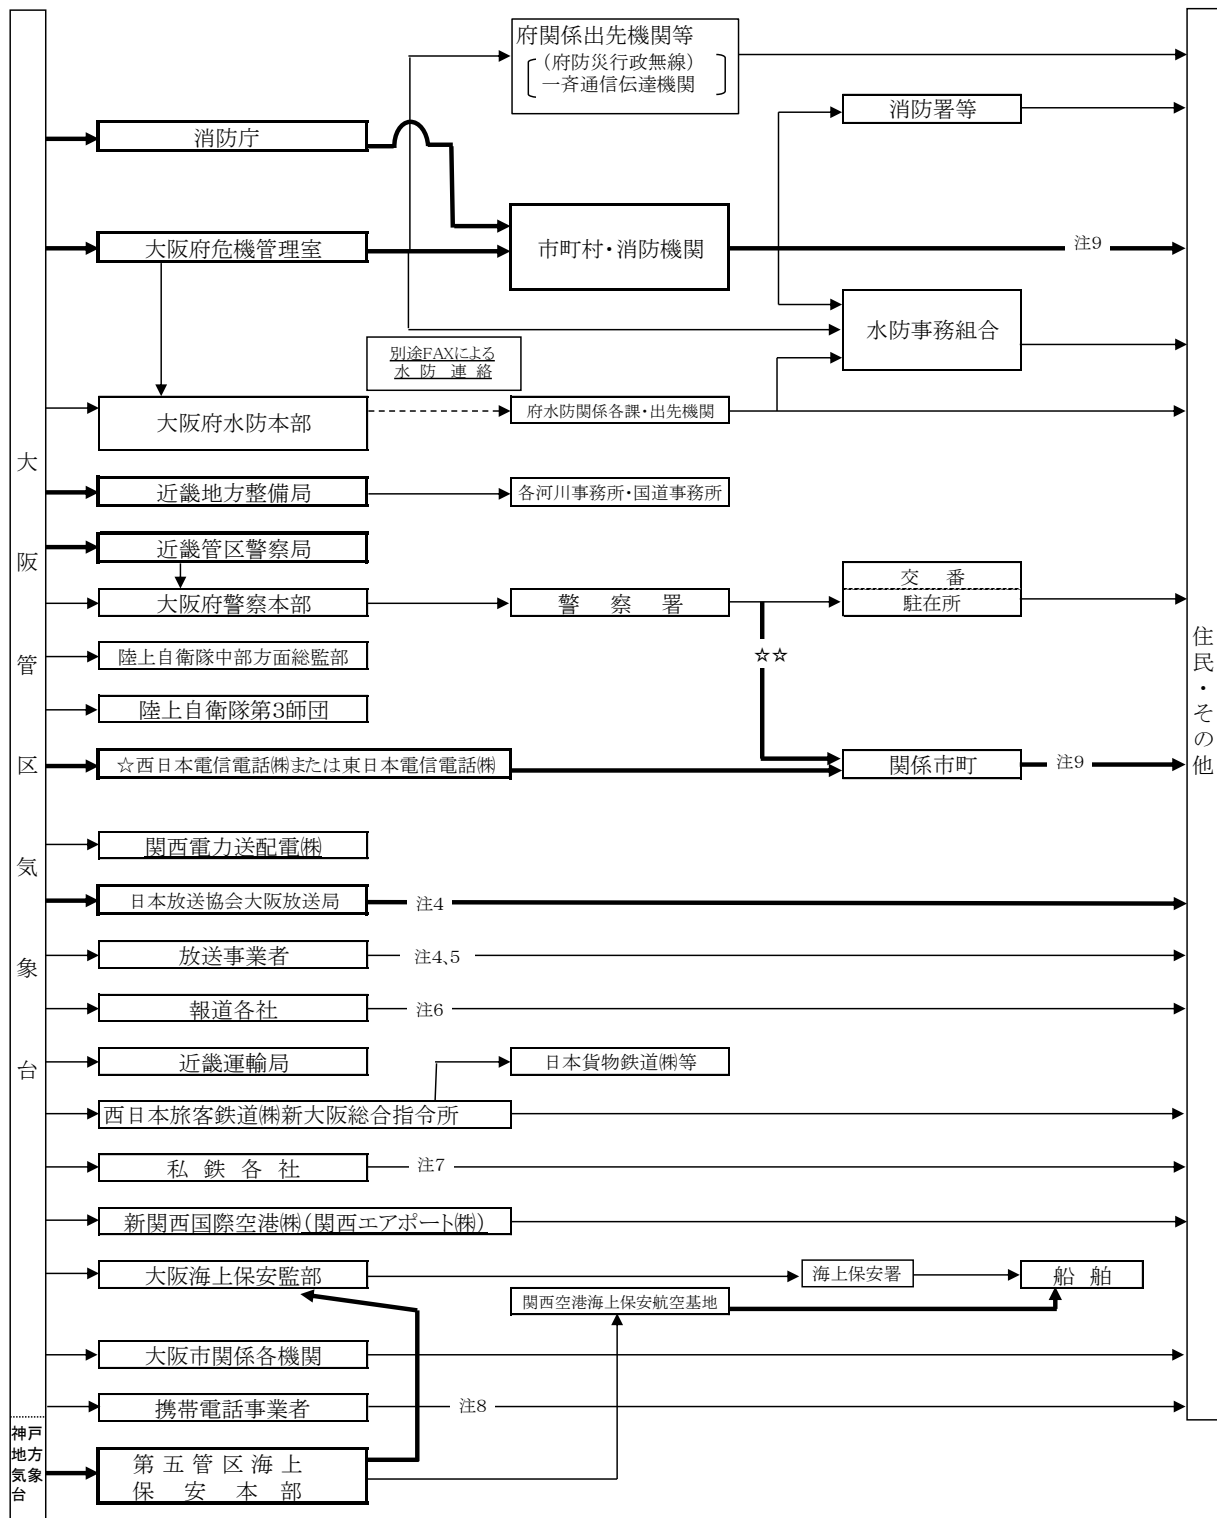 府関係出先機関等
（府防災行政無線）
一斉通信伝達機関
消防署等
消防庁
大阪府危機管理室
市町村・消防機関
注9
水防事務組合
別途FAXによる
水 防 連 絡
大阪府水防本部
府水防関係各課・出先機関
近畿地方整備局
各河川事務所・国道事務所
近畿管区警察局
大阪府警察本部
警 察 署
交 番
駐在所
陸上自衛隊中部方面総監部
☆☆
陸上自衛隊第3師団
☆西日本電信電話㈱または東日本電信電話㈱
関係市町
注9
関西電力送配電㈱
日本放送協会大阪放送局
注4
放送事業者
注4、5
報道各社
注6
近畿運輸局
日本貨物鉄道㈱等
西日本旅客鉄道㈱新大阪総合指令所
私 鉄 各 社
注7
新関西国際空港㈱（関西エアポート㈱）
大阪海上保安監部
海上保安署
船 舶
関西空港海上保安航空基地
大阪市関係各機関
携帯電話事業者
注8
第 五 管 区 海 上
保 安 本 部
大阪管区気象台
神戸
地方
気象
台
住民・その他